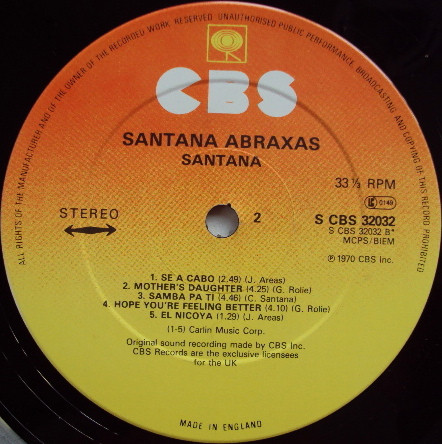 ALL RIGHTS OF THE MANUFACTURER AND OF THE OWNER OF THE RECORDED WORK RESERVED. UNAUTHORISED PUBLIC PERFORMANCE, BROADCASTING AND COPYING OF THIS RECORD PROHIBITED
CBS
SANTANA ABRAXAS
SANTANA
33⅓ RPM
K 0149
STEREO
2
S CBS 32032
S CBS 32032 B*
MCPS/BIEM
℗ 1970 CBS Inc.
1. SE A CABO (2.49) (J. Areas)
2. MOTHER'S DAUGHTER (4.25) (G. Rolie)
3. SAMBA PA TI (4.46) (C. Santana)
4. HOPE YOU'RE FEELING BETTER (4.10) (G. Rolie)
5. EL NICOYA (1.29) (J. Areas)
(1-5) Carlin Music Corp.
Original sound recording made by CBS Inc.
CBS Records are the exclusive licensees
for the UK
MADE IN ENGLAND